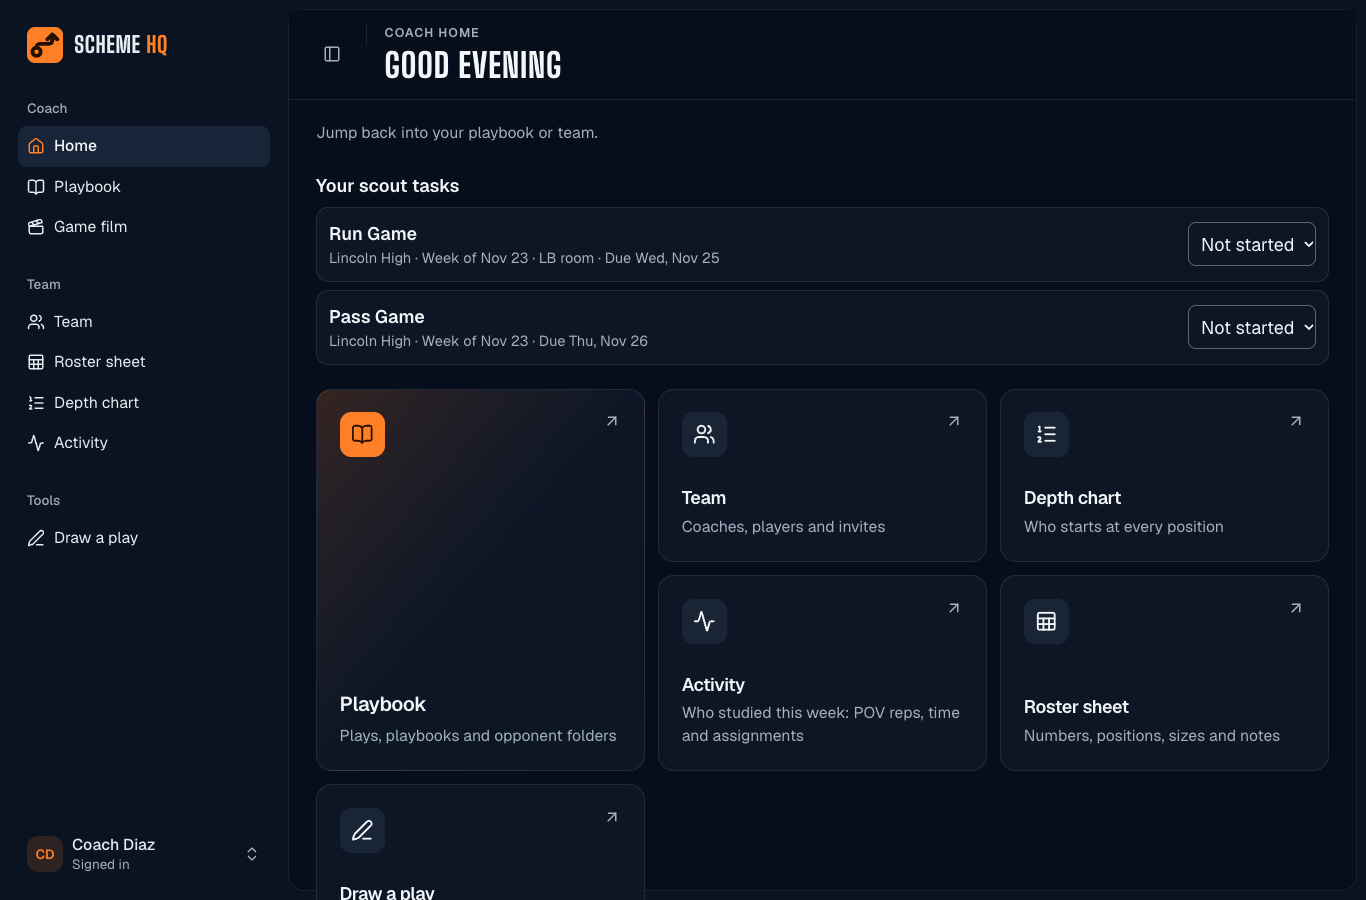 SCHEME HQ
Coach
Home
Playbook
Game film
Team
Team
Roster sheet
Depth chart
Activity
Tools
Draw a play
CD
Coach Diaz
Signed in
COACH HOME
GOOD EVENING
Jump back into your playbook or team.
Your scout tasks
Run Game
Lincoln High · Week of Nov 23 · LB room · Due Wed, Nov 25
Not started
Pass Game
Lincoln High · Week of Nov 23 · Due Thu, Nov 26
Not started
Playbook
Plays, playbooks and opponent folders
Team
Coaches, players and invites
Depth chart
Who starts at every position
Activity
Who studied this week: POV reps, time
and assignments
Roster sheet
Numbers, positions, sizes and notes
Draw a play